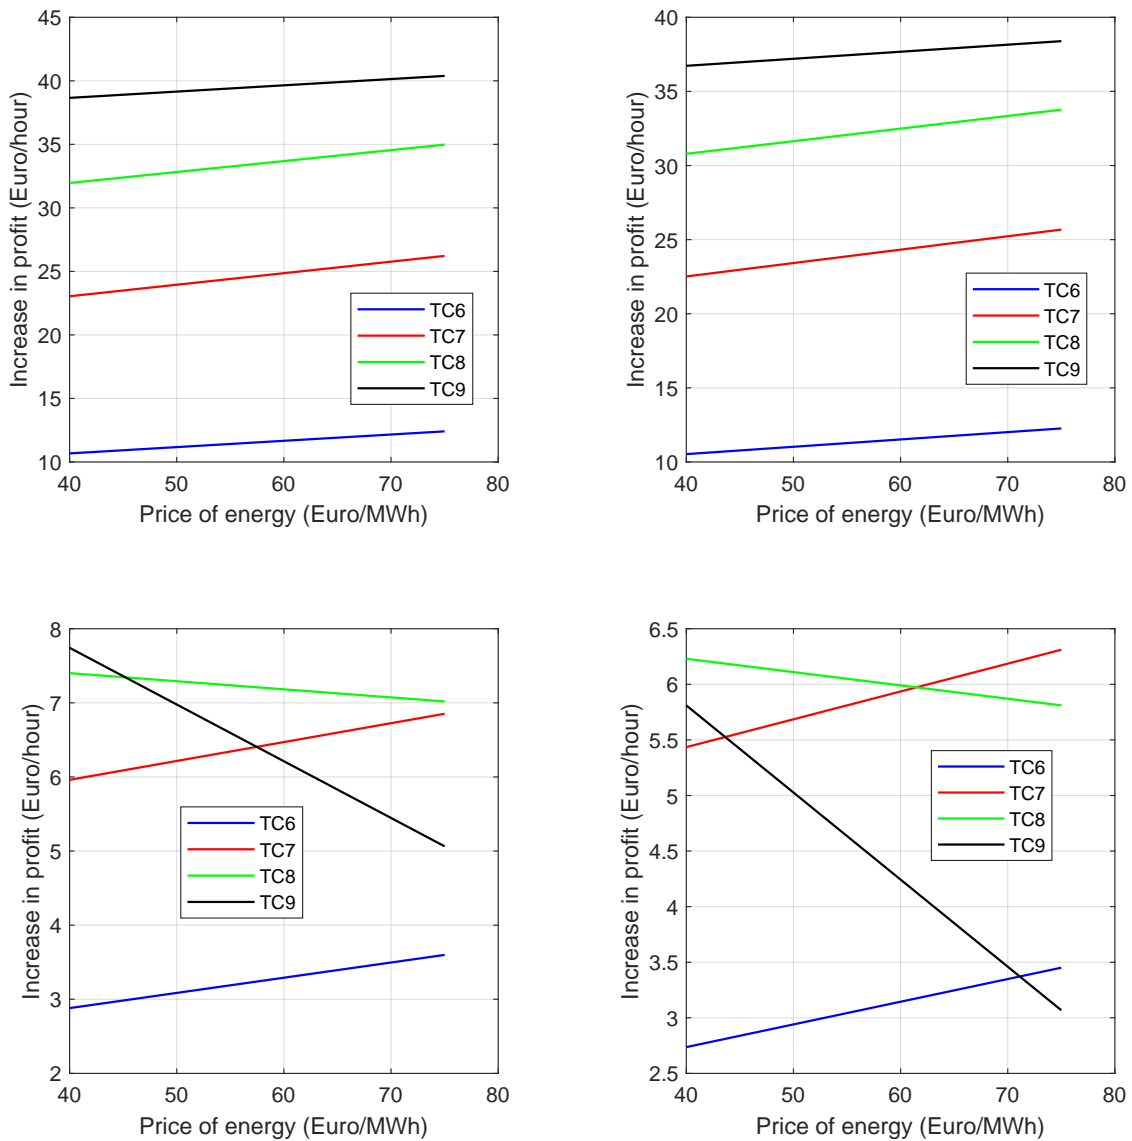 45
40
35
30
25
20
15
10
40 50 60 70 80
Increase in profit (Euro/hour)
Price of energy (Euro/MWh)
TC6
TC7
TC8
TC9
40
35
30
25
20
15
10
40 50 60 70 80
Increase in profit (Euro/hour)
Price of energy (Euro/MWh)
TC6
TC7
TC8
TC9
8
7
6
5
4
3
2
40 50 60 70 80
Increase in profit (Euro/hour)
Price of energy (Euro/MWh)
TC6
TC7
TC8
TC9
6.5
6
5.5
5
4.5
4
3.5
3
2.5
40 50 60 70 80
Increase in profit (Euro/hour)
Price of energy (Euro/MWh)
TC6
TC7
TC8
TC9